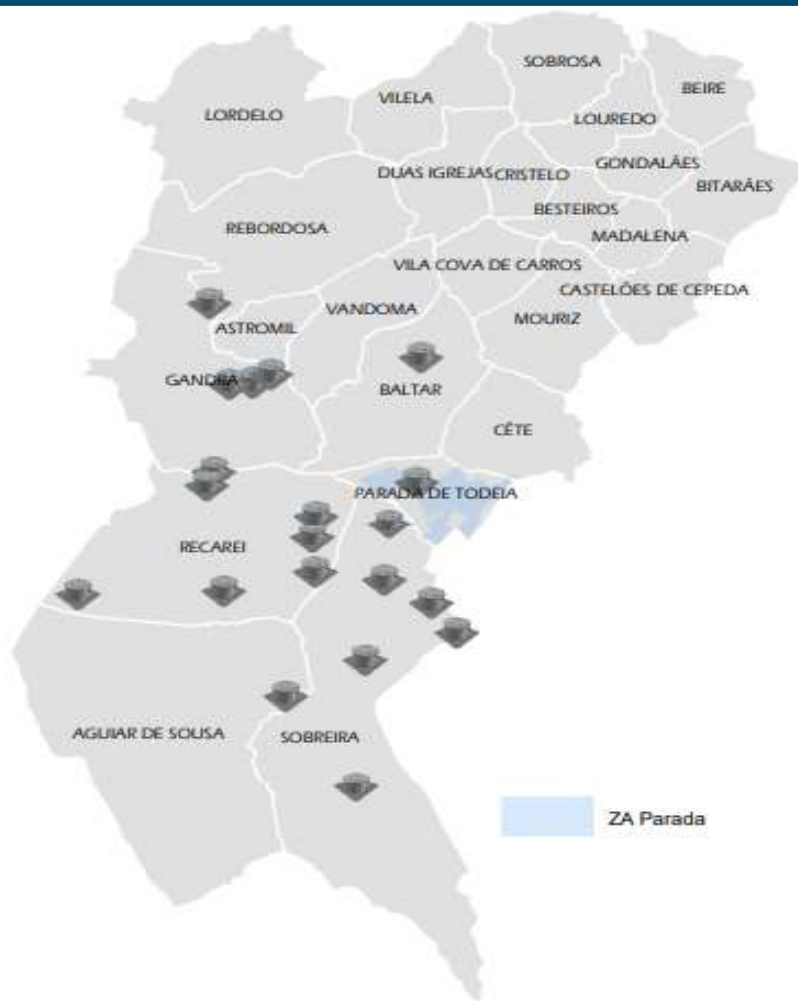 SOBROSA
BEIRE
VILELA
LORDELO
LOUREDO
GONDALÃES
DUAS IGREJAS
CRISTELO
BITARÃES
BESTEIROS
REBORDOSA
MADALENA
VILA COVA DE CARROS
CASTELÕES DE CEPEDA
VANDOMA
MOURIZ
ASTROMIL
GANDRA
BALTAR
CÊTE
PARADA DE TODEIA
RECAREI
AGUIAR DE SOUSA
SOBREIRA
ZA Parada